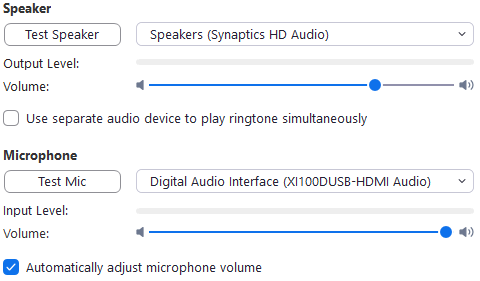 Speaker
Test Speaker
Speakers (Synaptics HD Audio)
Output Level:
Volume:
Use separate audio device to play ringtone simultaneously
Microphone
Test Mic
Digital Audio Interface (XI100DUSB-HDMI Audio)
Input Level:
Volume:
Automatically adjust microphone volume